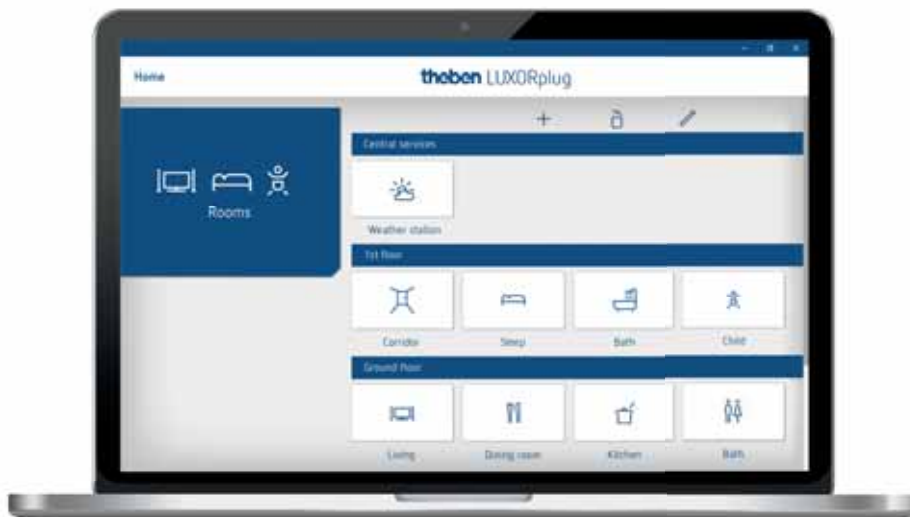 Home
theben LUXORplug
Rooms
Central services
Weather station
1st floor
Corridor
Sleep
Bath
Child
Ground floor
Living
Dining room
Kitchen
Bath